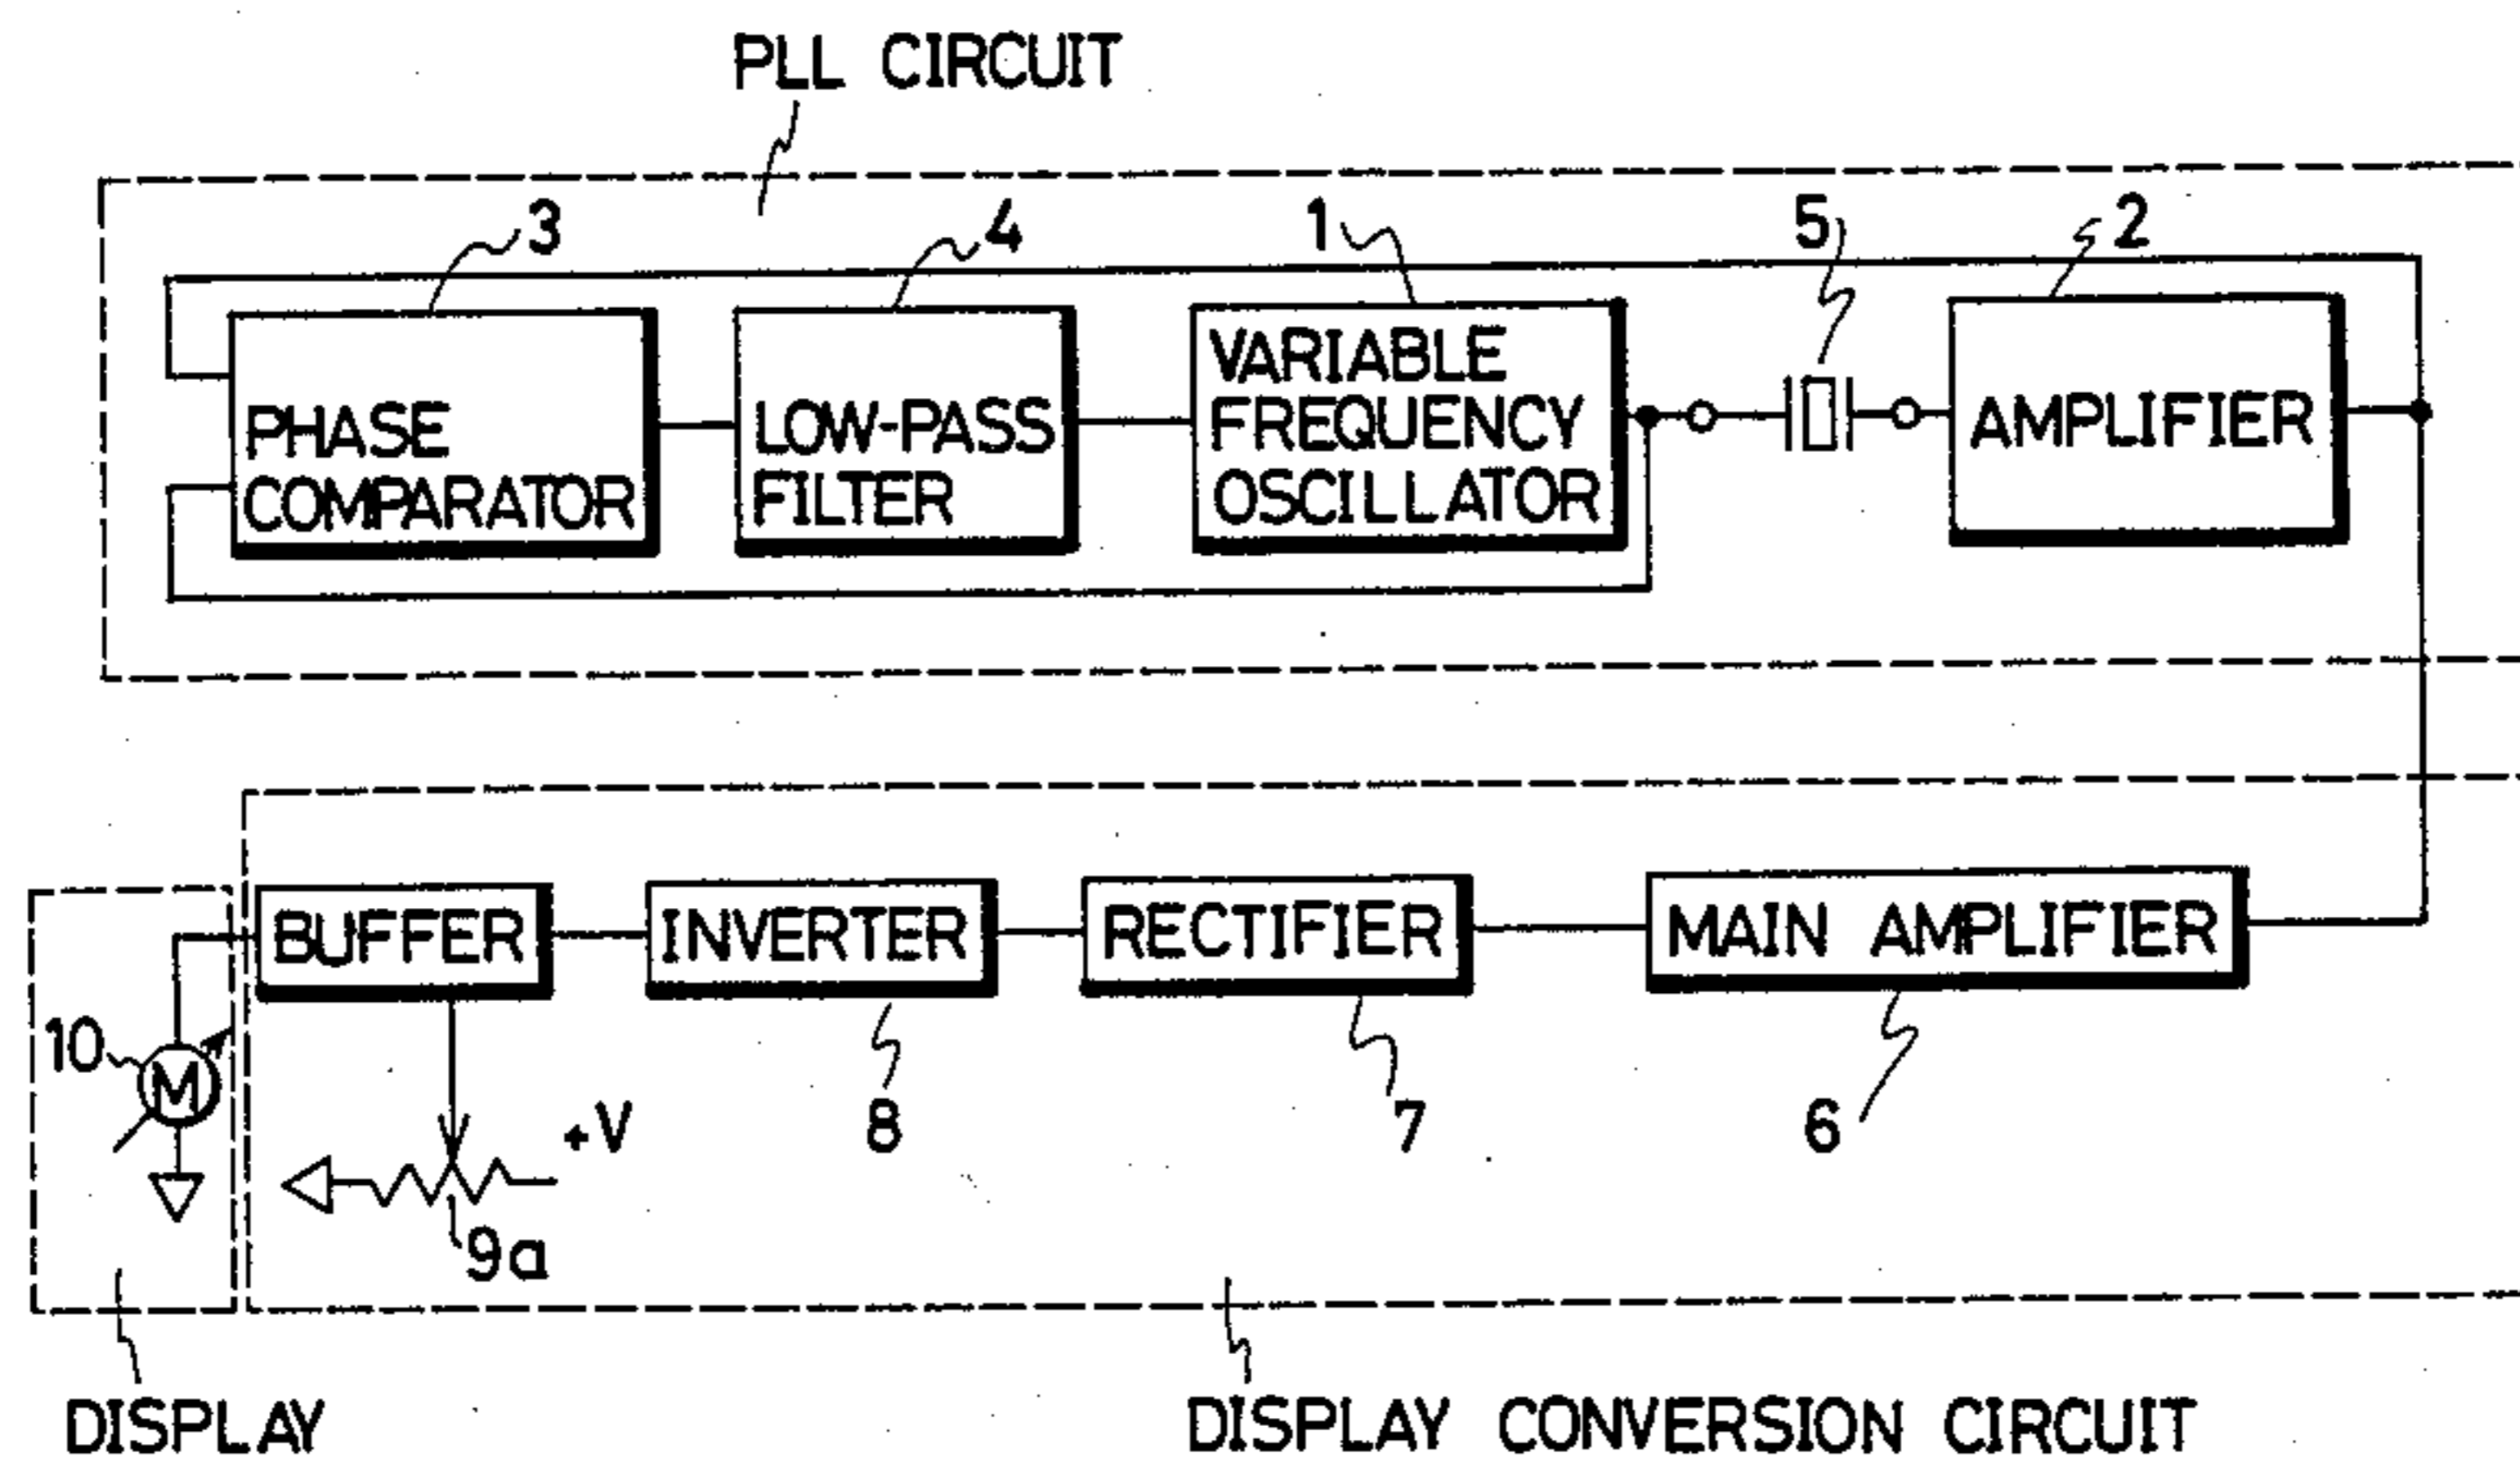 PLL CIRCUIT
3
4
1
5
2
PHASE
COMPARATOR
LOW-PASS
FILTER
VARIABLE
FREQUENCY
OSCILLATOR
AMPLIFIER
BUFFER
INVERTER
RECTIFIER
MAIN AMPLIFIER
10
M
+V
8
7
6
9a
DISPLAY
DISPLAY CONVERSION CIRCUIT